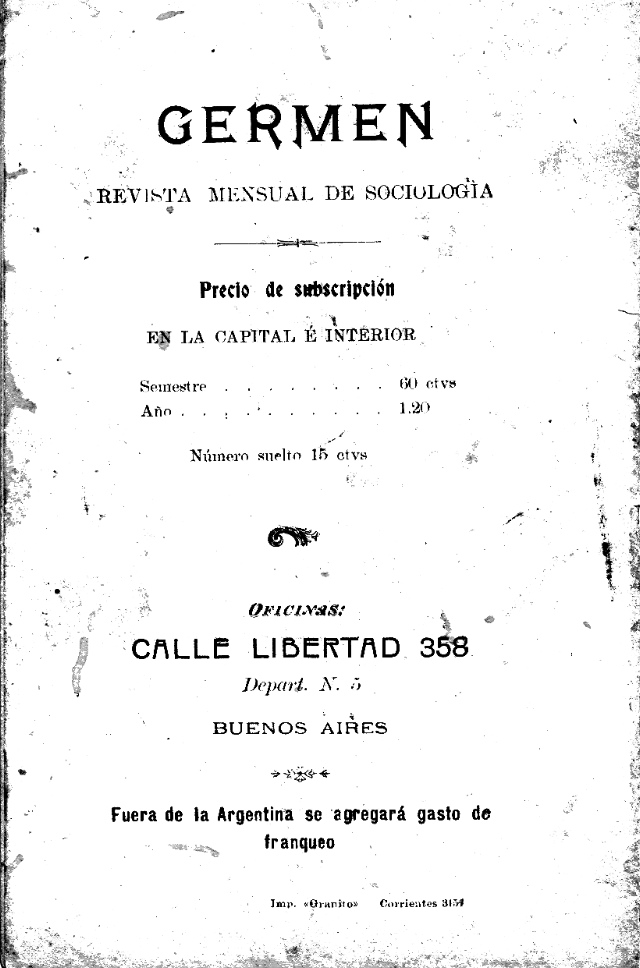 GERMEN
REVISTA MENSUAL DE SOCIOLOGÌA
Precio de subscripción
EN LA CAPITAL É INTERIOR
Semestre . . . . . . . . 60 ctvs
Año . . . . . . . . . . 1.20
Número suelto 15 ctvs
OFICINAS:
CALLE LIBERTAD 358
Depart. N. 5
BUENOS AIRES
Fuera de la Argentina se agregará gasto de
franqueo
Imp. «Granito» Corrientes